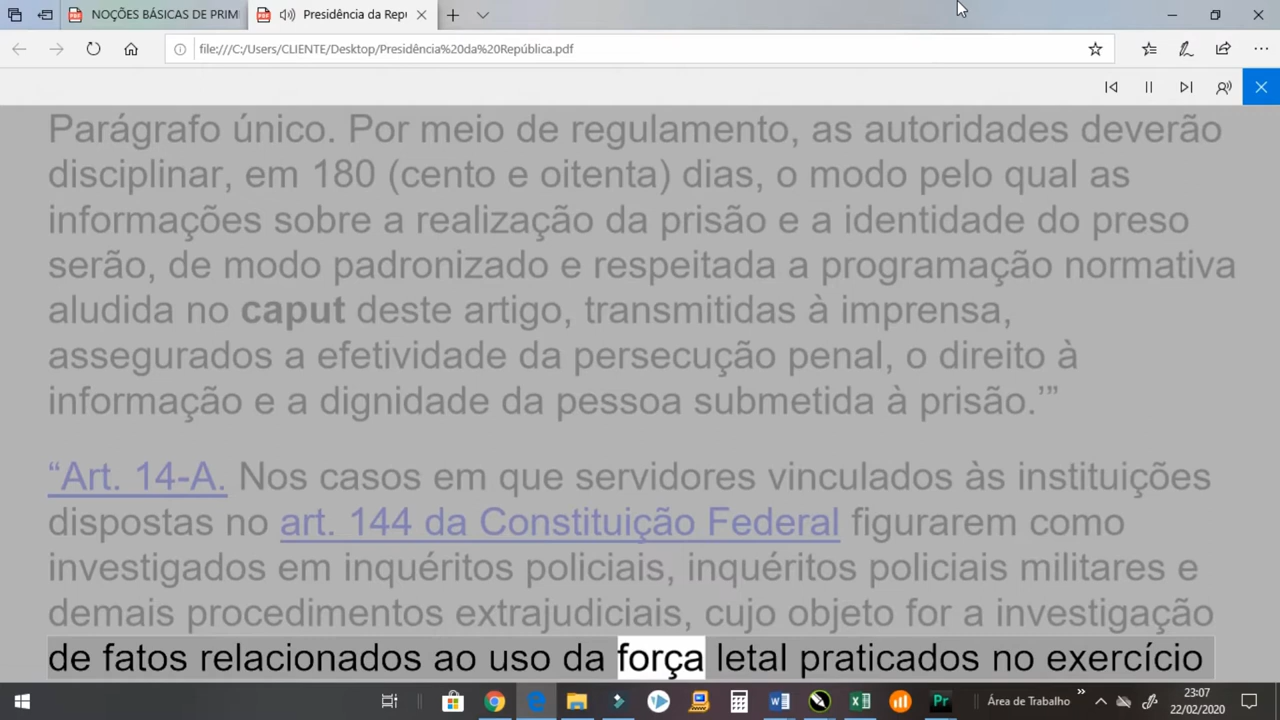 NOÇÕES BÁSICAS DE PRIM
Presidência da Repú
file:///C:/Users/CLIENTE/Desktop/Presidência%20da%20República.pdf
Parágrafo único. Por meio de regulamento, as autoridades deverão
disciplinar, em 180 (cento e oitenta) dias, o modo pelo qual as
informações sobre a realização da prisão e a identidade do preso
serão, de modo padronizado e respeitada a programação normativa
aludida no caput deste artigo, transmitidas à imprensa,
assegurados a efetividade da persecução penal, o direito à
informação e a dignidade da pessoa submetida à prisão.’”
“Art. 14-A. Nos casos em que servidores vinculados às instituições
dispostas no art. 144 da Constituição Federal figurarem como
investigados em inquéritos policiais, inquéritos policiais militares e
demais procedimentos extrajudiciais, cujo objeto for a investigação
de fatos relacionados ao uso da força letal praticados no exercício
Área de Trabalho
23:07
22/02/2020